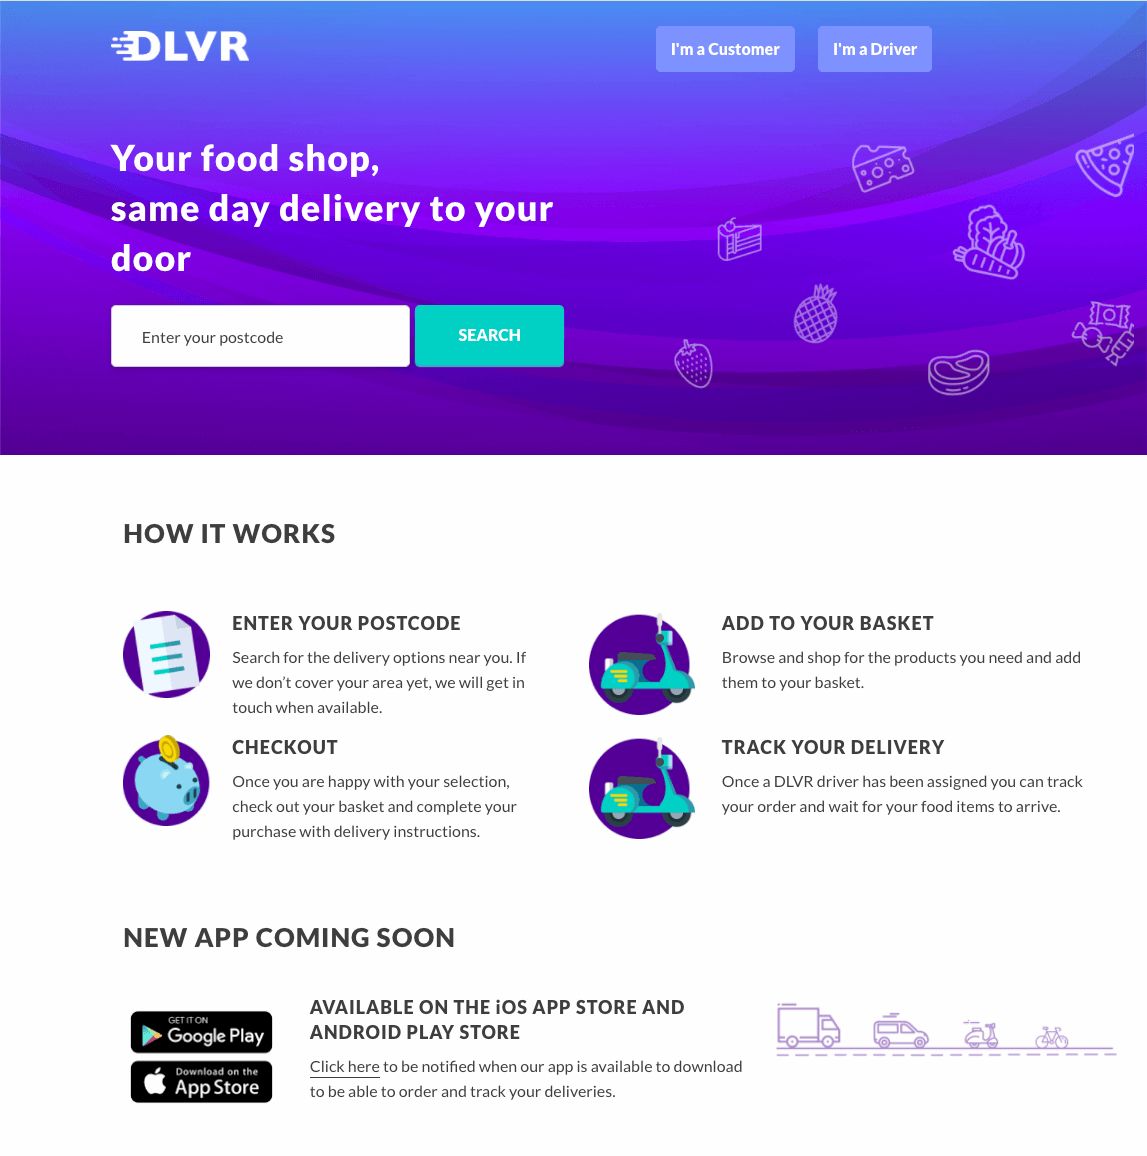 DLVR
I'm a Customer
I'm a Driver
Your food shop,
same day delivery to your
door
Enter your postcode
SEARCH
HOW IT WORKS
ENTER YOUR POSTCODE
Search for the delivery options near you. If
we don’t cover your area yet, we will get in
touch when available.
ADD TO YOUR BASKET
Browse and shop for the products you need and add
them to your basket.
CHECKOUT
Once you are happy with your selection,
check out your basket and complete your
purchase with delivery instructions.
TRACK YOUR DELIVERY
Once a DLVR driver has been assigned you can track
your order and wait for your food items to arrive.
NEW APP COMING SOON
GET IT ON
Google Play
Download on the
App Store
AVAILABLE ON THE iOS APP STORE AND
ANDROID PLAY STORE
Click here to be notified when our app is available to download
to be able to order and track your deliveries.